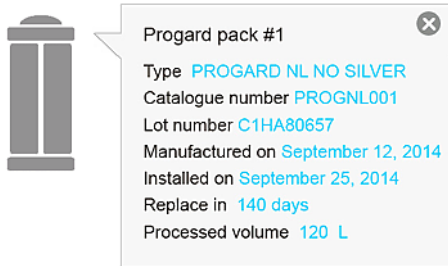 Progard pack #1
Type PROGARD NL NO SILVER
Catalogue number PROGNL001
Lot number C1HA80657
Manufactured on September 12, 2014
Installed on September 25, 2014
Replace in 140 days
Processed volume 120 L